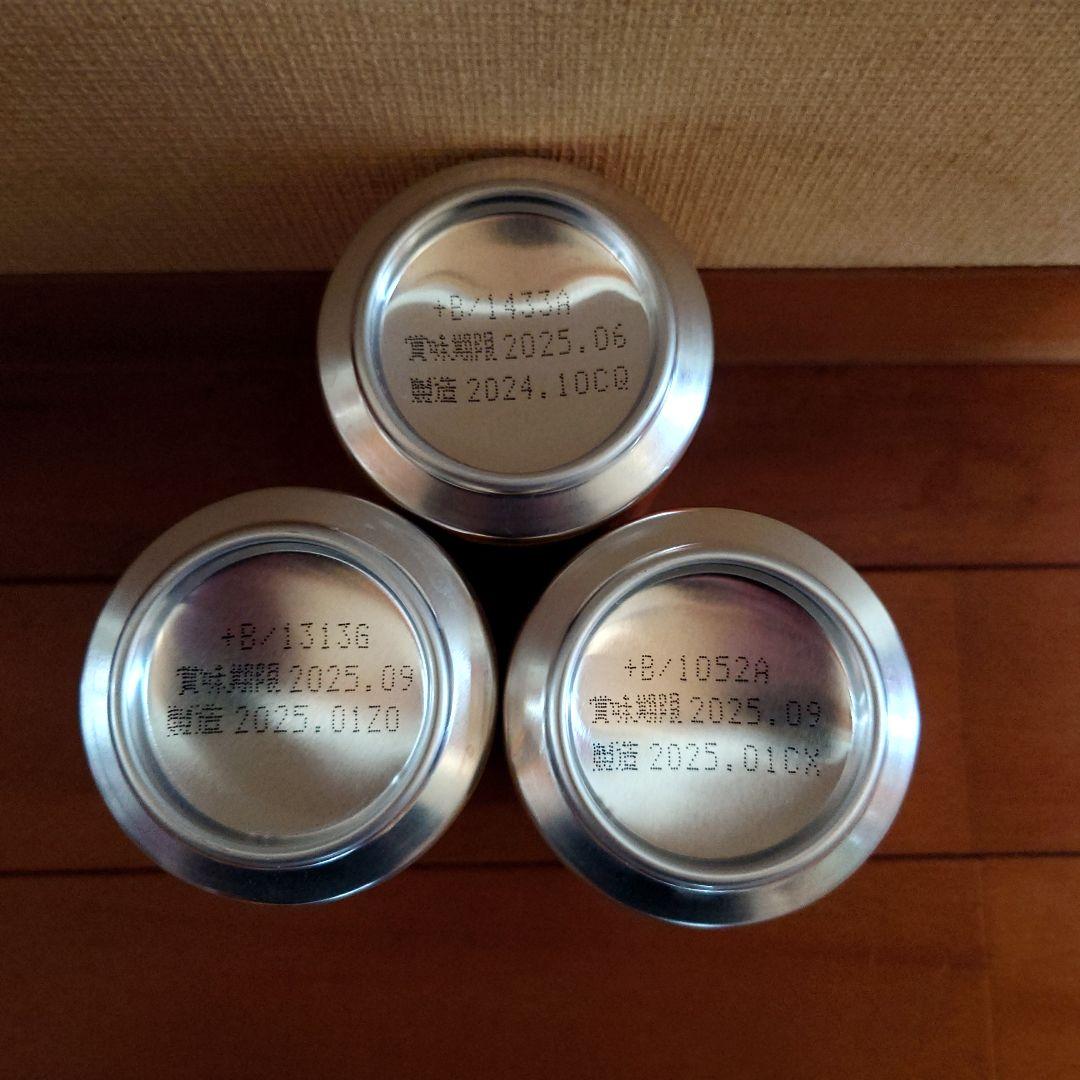 +B/1433A
賞味期限 2025.06
製造 2024.10CQ
+B/1313G
賞味期限 2025.09
製造 2025.01ZO
+B/1052A
賞味期限 2025.09
製造 2025.01CX